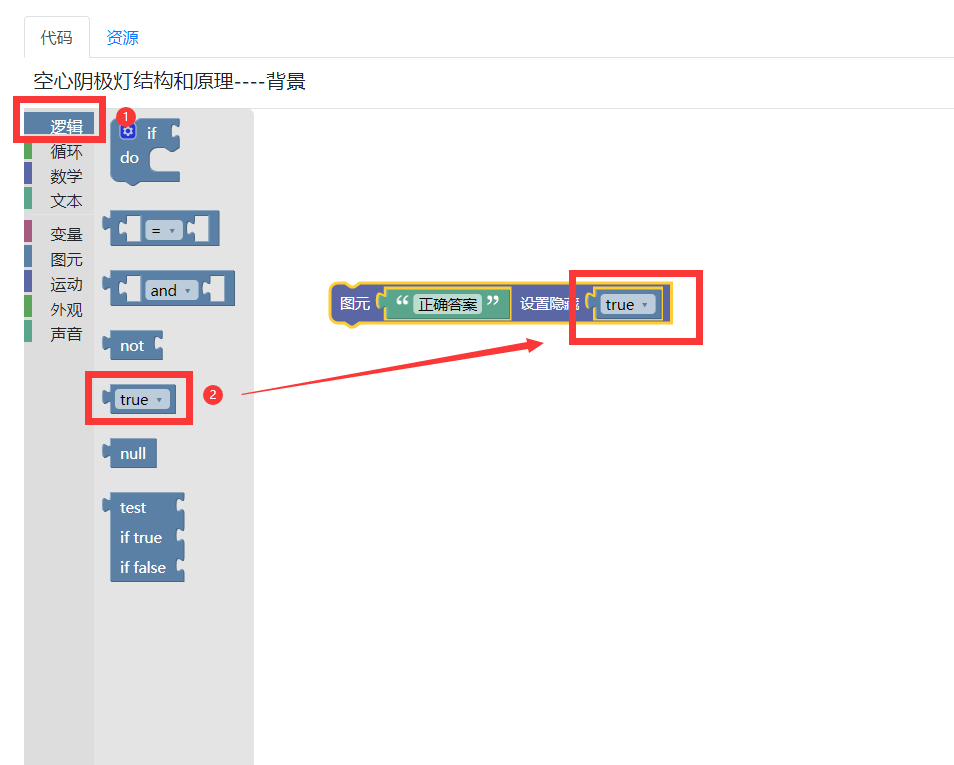 代码 资源
空心阴极灯结构和原理----背景
逻辑
循环
数学
文本
变量
图元
运动
外观
声音
1
if
do
=
and
not
true
2
null
test
if true
if false
图元 “ 正确答案 ” 设置隐藏 true